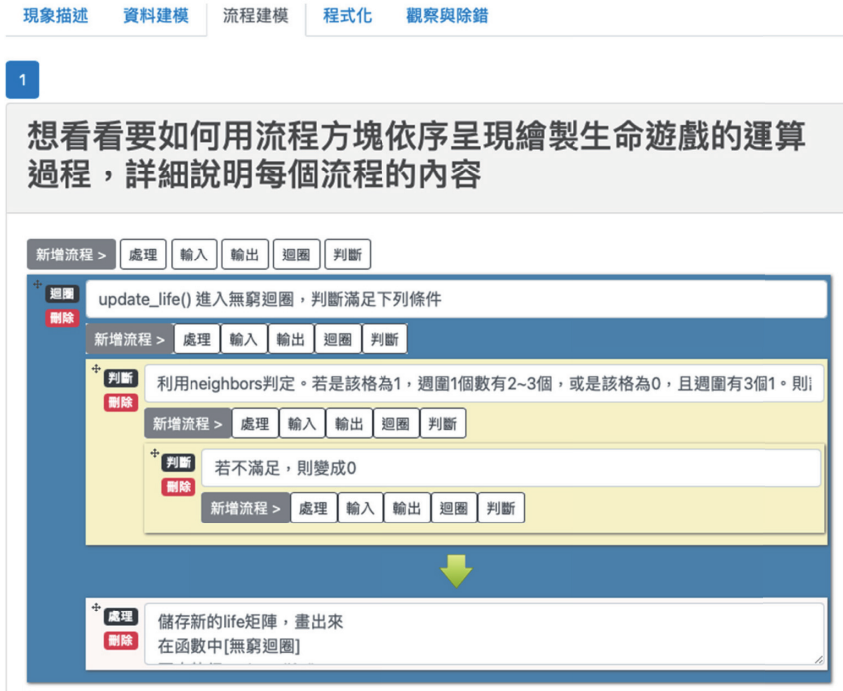 現象描述 資料建模 流程建模 程式化 觀察與除錯
1
想看看要如何用流程方塊依序呈現繪製生命遊戲的運算
過程，詳細說明每個流程的內容
新增流程 > 處理 輸入 輸出 迴圈 判斷
迴圈 update_life() 進入無窮迴圈，判斷滿足下列條件
刪除
新增流程 > 處理 輸入 輸出 迴圈 判斷
判斷 利用neighbors判定。若是該格為1，週圍1個數有2~3個，或是該格為0，且週圍有3個1。則
刪除
新增流程 > 處理 輸入 輸出 迴圈 判斷
判斷 若不滿足，則變成0
刪除
新增流程 > 處理 輸入 輸出 迴圈 判斷
處理 儲存新的life矩陣，畫出來
刪除 在函數中[無窮迴圈]